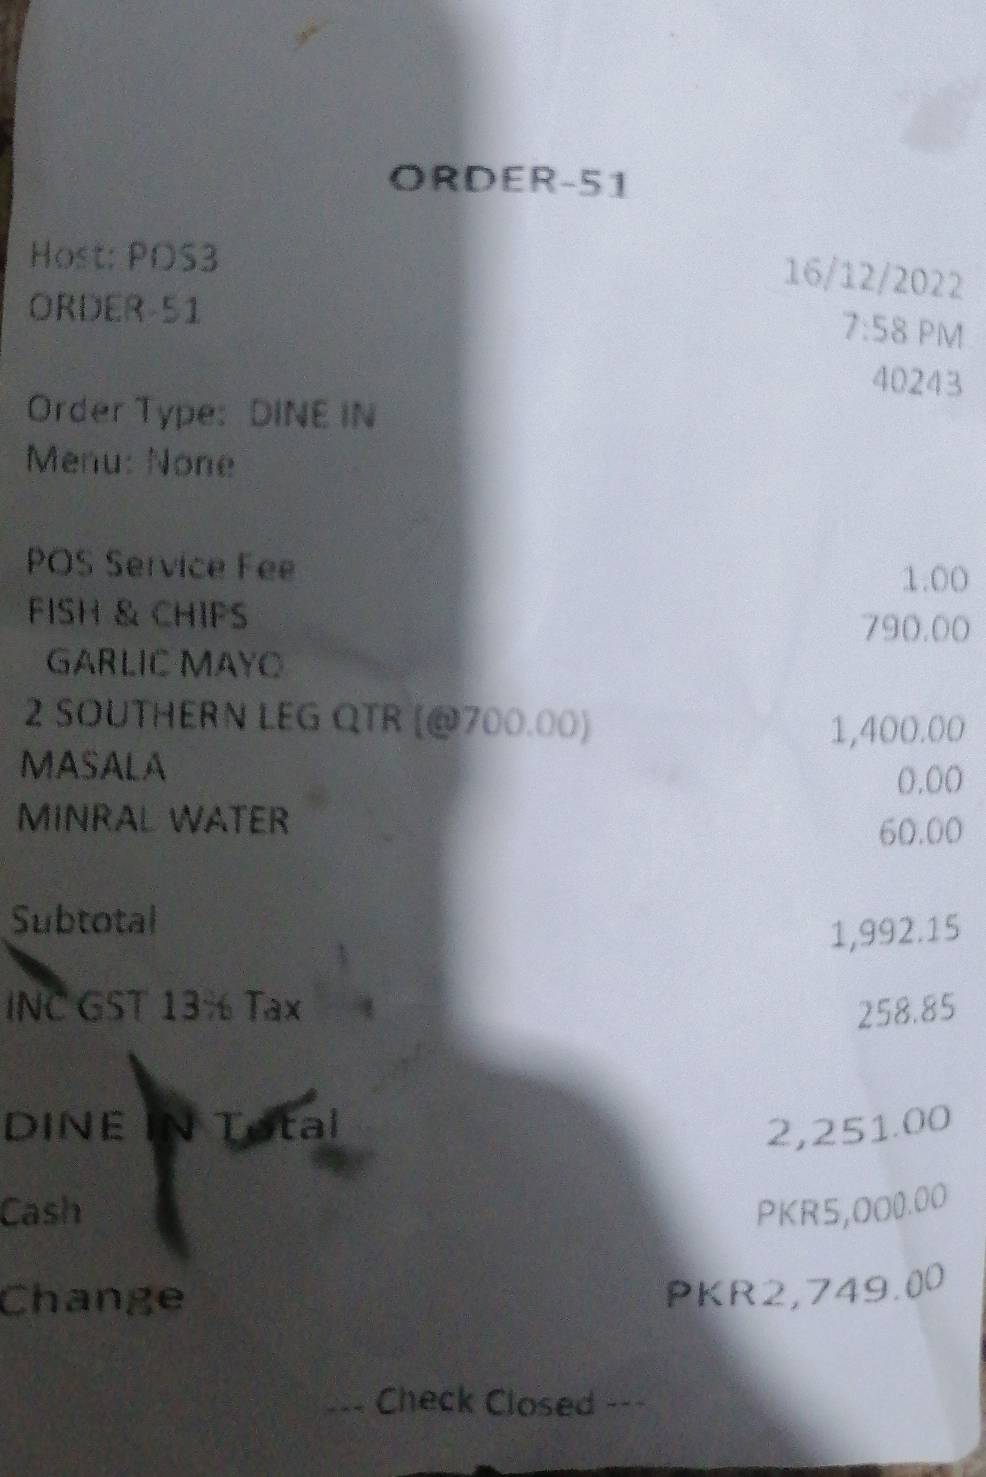 ORDER-51
Host: POS3 16/12/2022
ORDER-51 7:58 PM
40243
Order Type: DINE IN
Menu: None
POS Service Fee 1.00
FISH & CHIPS 790.00
GARLIC MAYO
2 SOUTHERN LEG QTR (@700.00) 1,400.00
MASALA 0.00
MINRAL WATER 60.00
Subtotal 1,992.15
INC GST 13% Tax 258.85
DINE IN Total 2,251.00
Cash PKR5,000.00
Change PKR2,749.00
--- Check Closed ---